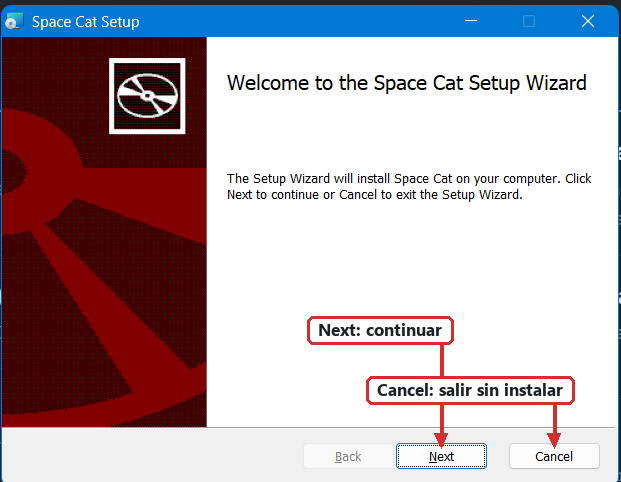 Space Cat Setup
Welcome to the Space Cat Setup Wizard
The Setup Wizard will install Space Cat on your computer. Click
Next to continue or Cancel to exit the Setup Wizard.
Next: continuar
Cancel: salir sin instalar
Back
Next
Cancel